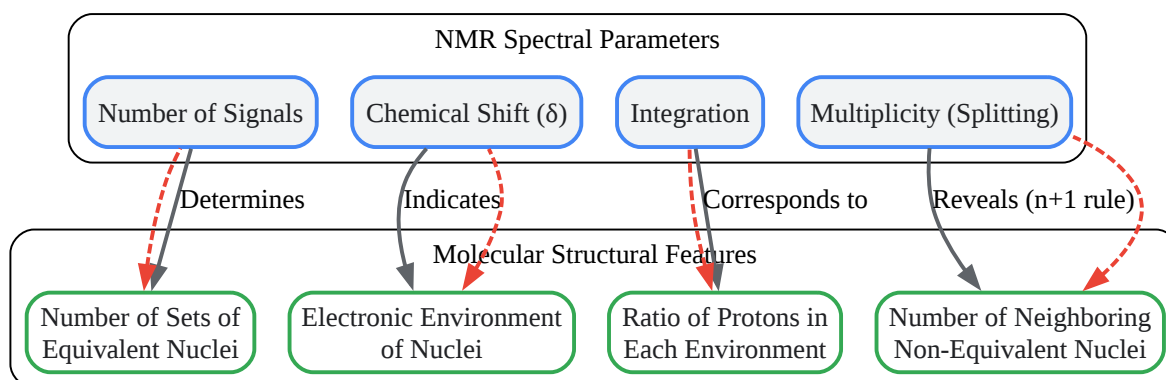 NMR Spectral Parameters
Number of Signals
Chemical Shift (δ)
Integration
Multiplicity (Splitting)
Determines
Indicates
Corresponds to
Reveals (n+1 rule)
Molecular Structural Features
Number of Sets of
Equivalent Nuclei
Electronic Environment
of Nuclei
Ratio of Protons in
Each Environment
Number of Neighboring
Non-Equivalent Nuclei